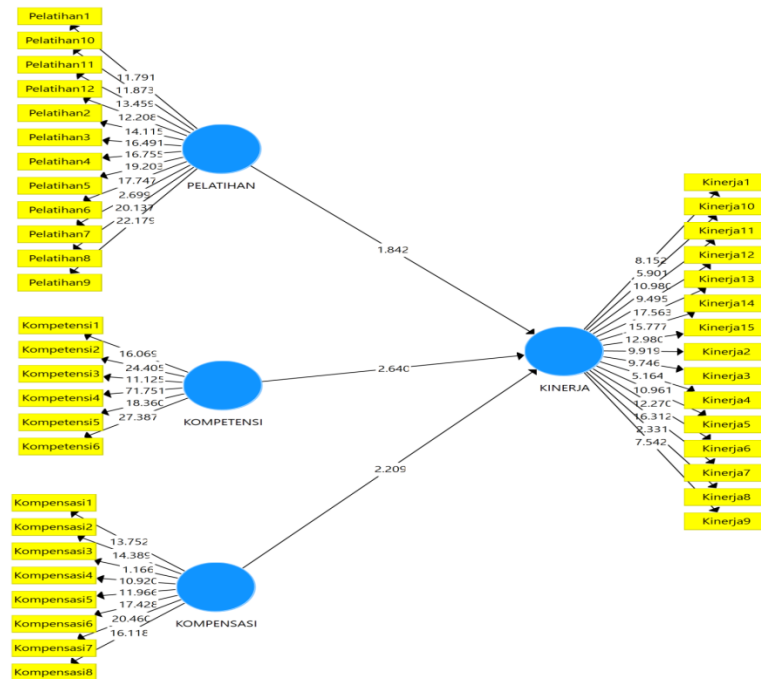 Pelatihan1
Pelatihan10
Pelatihan11
Pelatihan12
Pelatihan2
Pelatihan3
Pelatihan4
Pelatihan5
Pelatihan6
Pelatihan7
Pelatihan8
Pelatihan9
11.791
11.873
13.459
12.208
14.115
16.491
16.755
19.203
17.747
2.699
20.137
22.179
PELATIHAN
1.842
Kompetensi1
Kompetensi2
Kompetensi3
Kompetensi4
Kompetensi5
Kompetensi6
16.069
24.405
11.125
71.751
18.360
27.387
KOMPETENSI
2.640
Kompensasi1
Kompensasi2
Kompensasi3
Kompensasi4
Kompensasi5
Kompensasi6
Kompensasi7
Kompensasi8
13.752
14.389
1.166
10.920
11.966
17.428
20.460
16.118
KOMPENSASI
2.209
KINERJA
8.152
5.901
10.980
9.495
17.563
15.777
12.980
9.919
9.746
5.164
10.961
12.270
16.312
2.331
7.542
Kinerja1
Kinerja10
Kinerja11
Kinerja12
Kinerja13
Kinerja14
Kinerja15
Kinerja2
Kinerja3
Kinerja4
Kinerja5
Kinerja6
Kinerja7
Kinerja8
Kinerja9